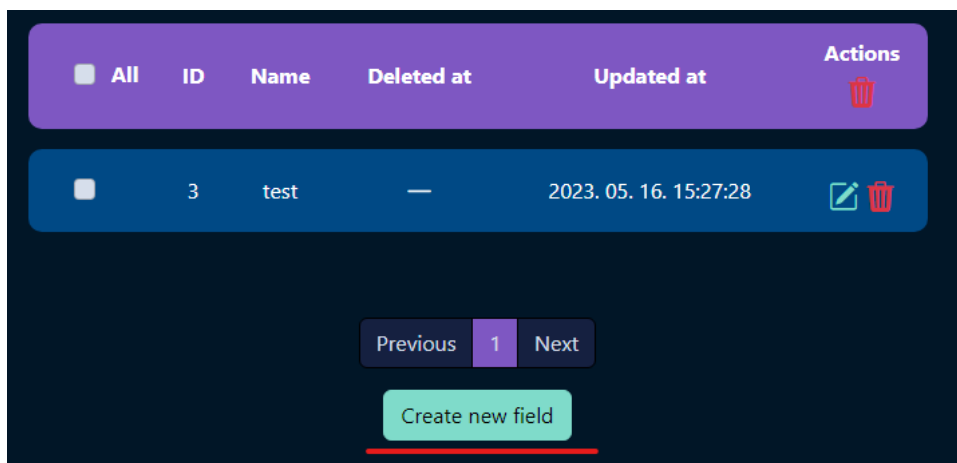 All ID Name Deleted at Updated at Actions
3 test — 2023. 05. 16. 15:27:28
Previous 1 Next
Create new field